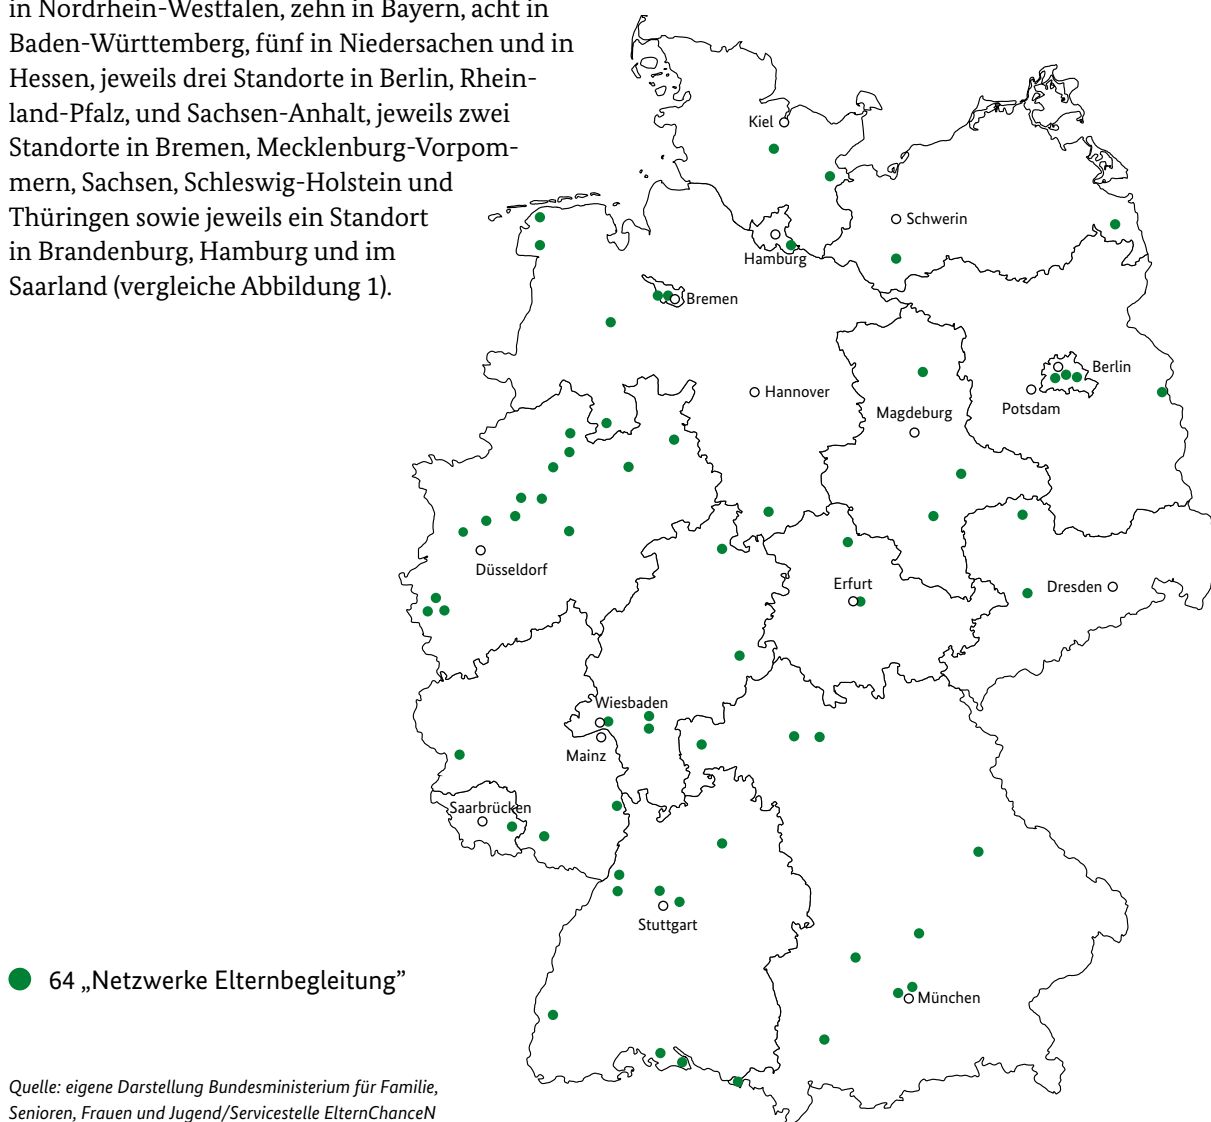 in Nordrhein-Westfalen, zehn in Bayern, acht in
Baden-Württemberg, fünf in Niedersachen und in
Hessen, jeweils drei Standorte in Berlin, Rhein-
land-Pfalz, und Sachsen-Anhalt, jeweils zwei
Standorte in Bremen, Mecklenburg-Vorpom-
mern, Sachsen, Schleswig-Holstein und
Thüringen sowie jeweils ein Standort
in Brandenburg, Hamburg und im
Saarland (vergleiche Abbildung 1).
Kiel
Schwerin
Hamburg
Bremen
Berlin
Hannover
Potsdam
Magdeburg
Düsseldorf
Erfurt
Dresden
Wiesbaden
Mainz
Saarbrücken
Stuttgart
München
64 „Netzwerke Elternbegleitung”
Quelle: eigene Darstellung Bundesministerium für Familie,
Senioren, Frauen und Jugend/Servicestelle ElternChanceN